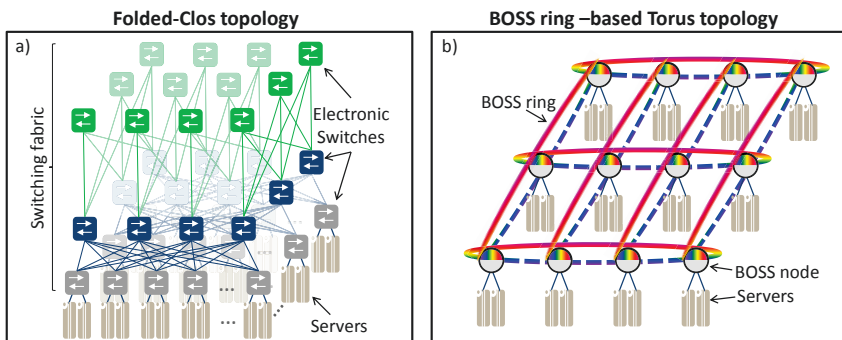 Folded-Clos topology
BOSS ring –based Torus topology
a)
Switching fabric
Electronic
Switches
Servers
...
...
...
b)
BOSS ring
BOSS node
Servers